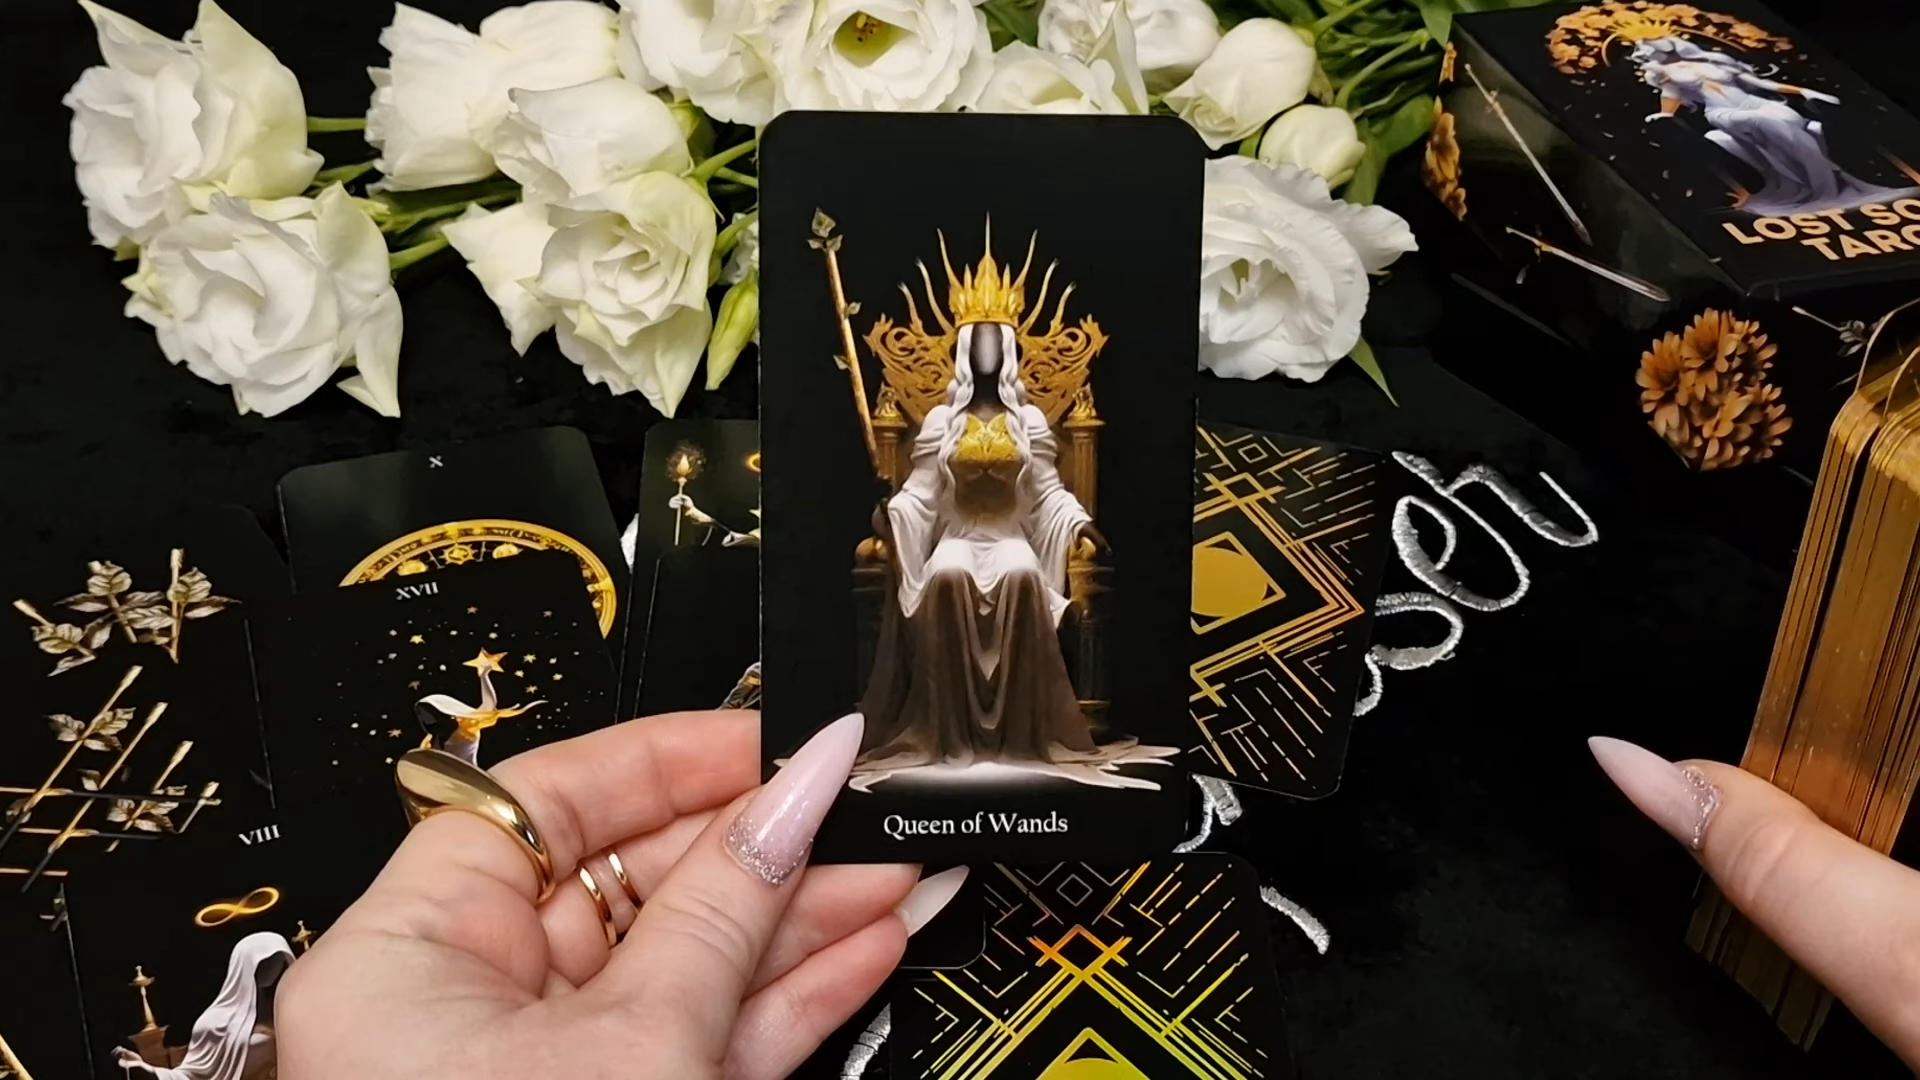 LOST SO
TARO
X
XVII
VIII
Queen of Wands